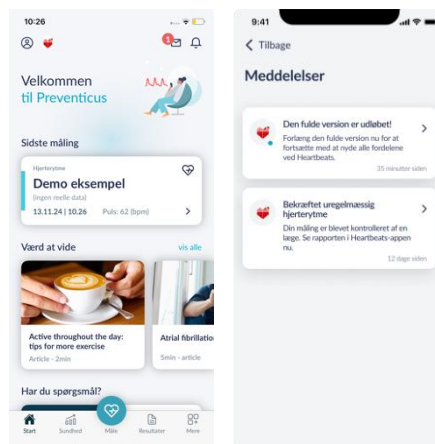 10:26
1
Velkommen
til Preventicus
Sidste måling
Hjerterytme
Demo eksempel
(ingen reelle data)
13.11.24 | 10.26 Puls: 62 (bpm)
Værd at vide
vis alle
Active throughout the day:
tips for more exercise
Article - 2min
Atrial fibrillation
5min - article
Har du spørgsmål?
Start
Sundhed
Måle
Resultater
Mere
9:41
Tilbage
Meddelelser
Den fulde version er udløbet!
Forlæng den fulde version nu for at
fortsætte med at nyde alle fordelene
ved Heartbeats.
35 minutter siden
Bekræftet uregelmæssig
hjerterytme
Din måling er blevet kontrolleret af en
læge. Se rapporten i Heartbeats-appen
nu.
12 dage siden